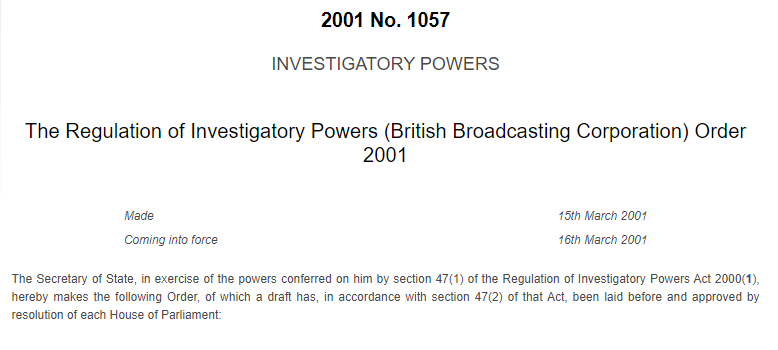 2001 No. 1057
INVESTIGATORY POWERS
The Regulation of Investigatory Powers (British Broadcasting Corporation) Order
2001
Made 15th March 2001
Coming into force 16th March 2001
The Secretary of State, in exercise of the powers conferred on him by section 47(1) of the Regulation of Investigatory Powers Act 2000(1),
hereby makes the following Order, of which a draft has, in accordance with section 47(2) of that Act, been laid before and approved by
resolution of each House of Parliament: